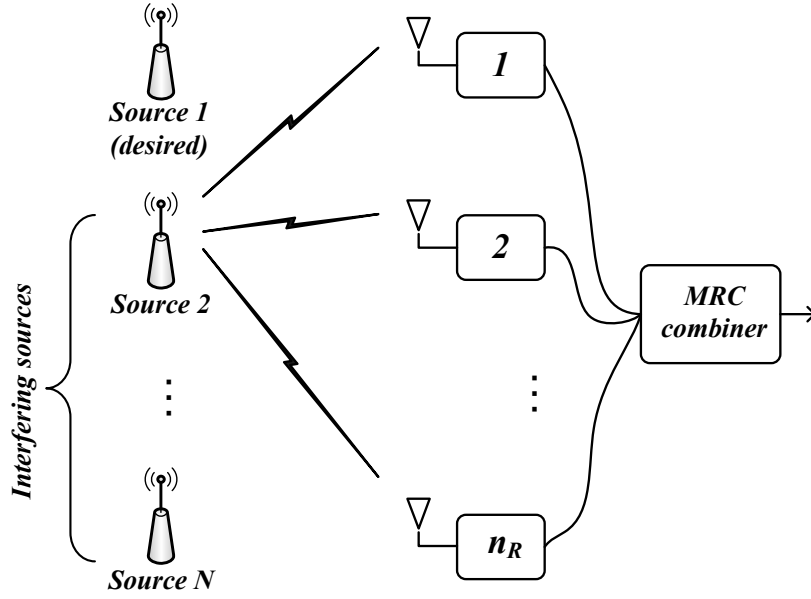 Source 1
(desired)
Interfering sources
Source 2
⋮
Source N
1
2
⋮
n_R
MRC
combiner